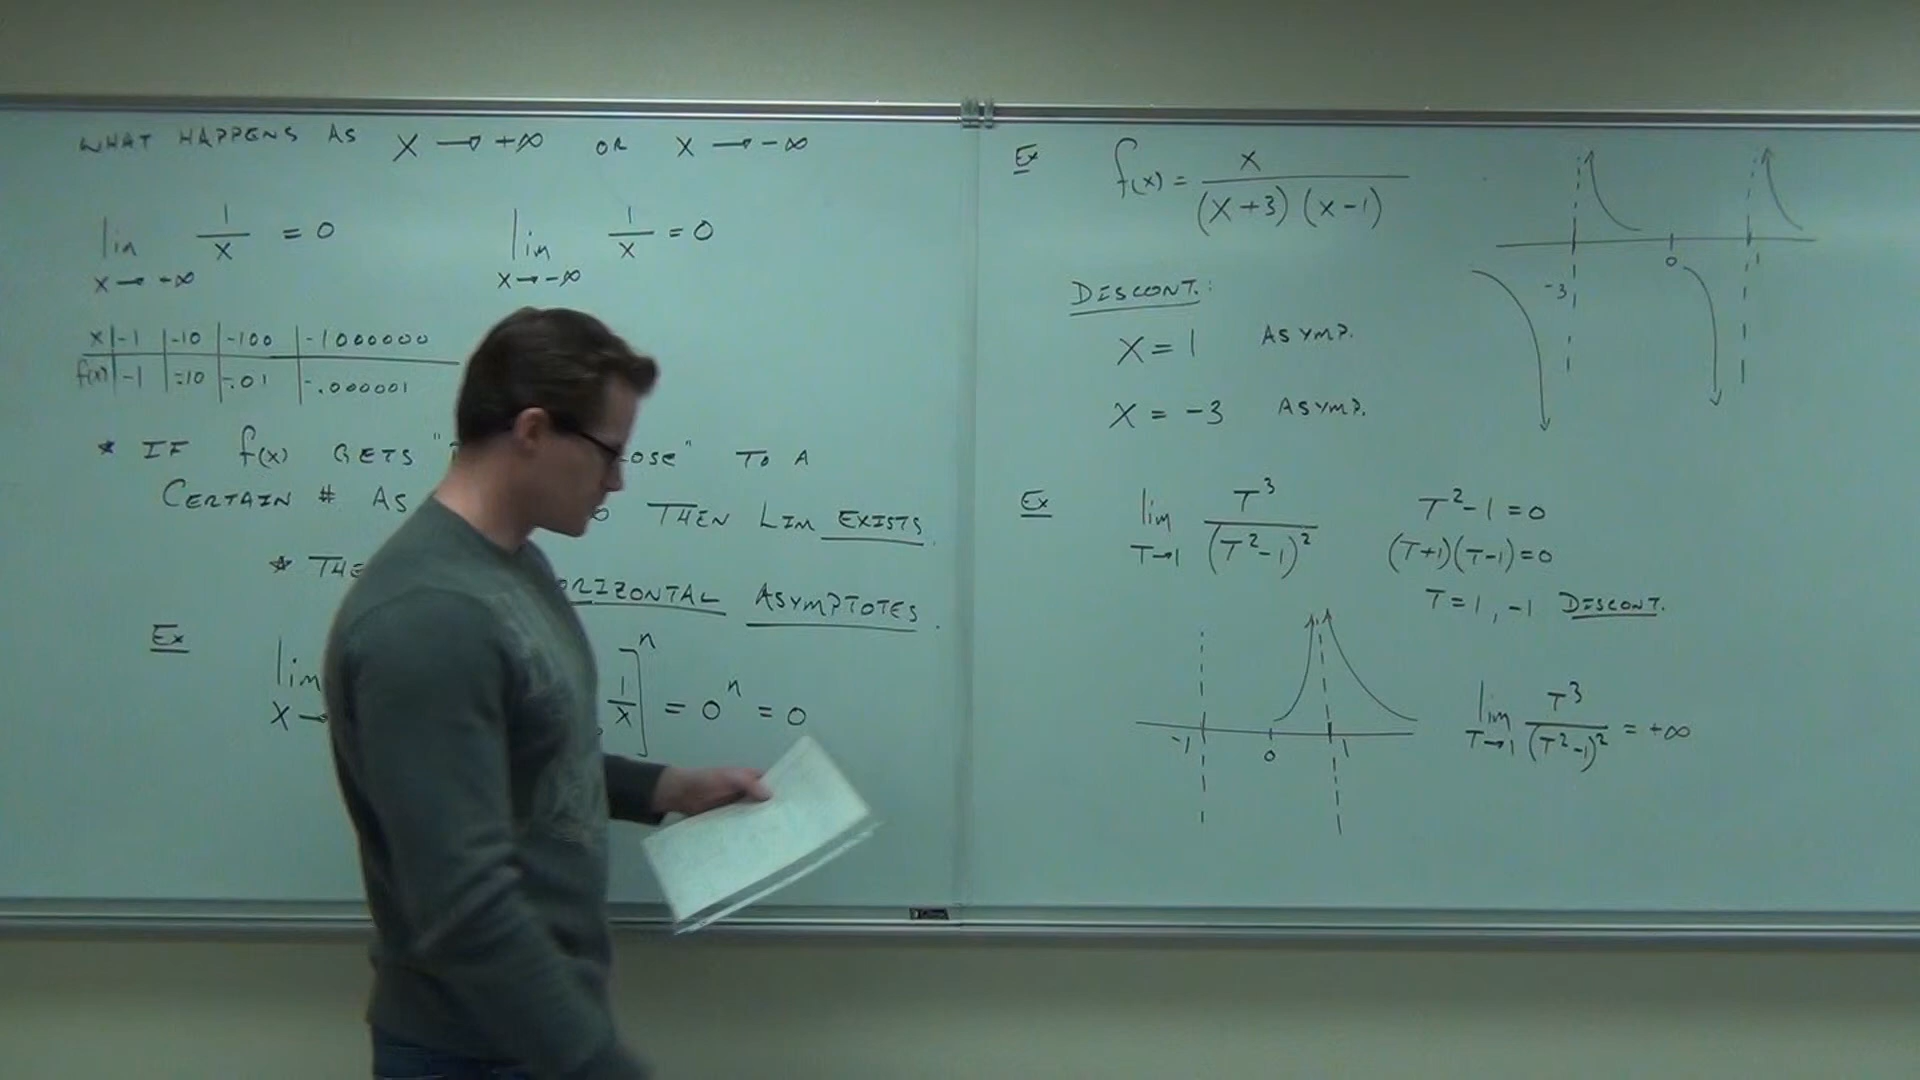 WHAT HAPPENS AS X → +∞ OR X → -∞
lim X → +∞ 1/X = 0
lim X → -∞ 1/X = 0
X | -1 | -10 | -100 | -1000000
f(x) | -1 | -.10 | -.01 | -.000001
* IF f(x) GETS " OSE" TO A
CERTAIN # AS THEN LIM EXISTS.
* THE ORIZONTAL ASYMPTOTES.
Ex
lim X → 1/X ]^n = 0^n = 0
Ex f(x) = X / (X+3)(X-1)
DISCONT.:
X = 1 ASYMP.
X = -3 ASYMP.
-3 0 1
Ex lim T→1 T^3 / (T^2-1)^2
T^2-1=0
(T+1)(T-1)=0
T=1, -1 DISCONT.
-1 0 1
lim T→1 T^3 / (T^2-1)^2 = +∞